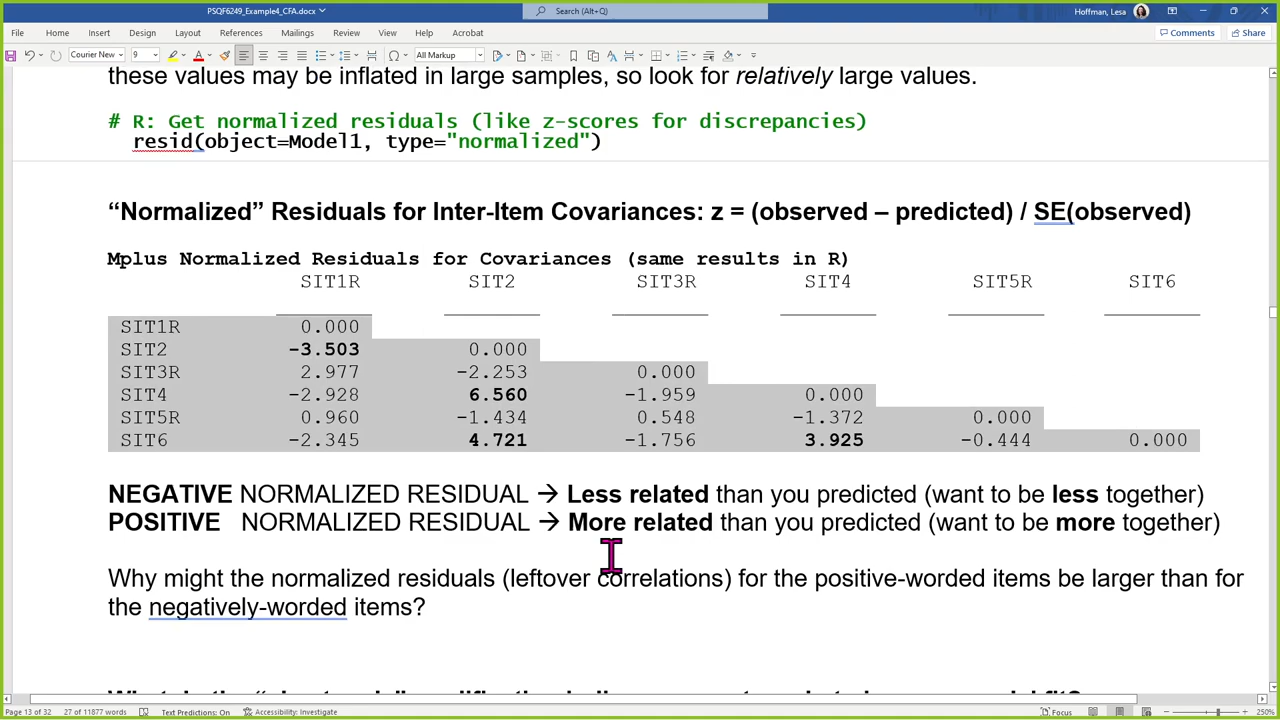 PSQF6249_Example4_CFA.docx
Search (Alt+Q)
Hoffman, Lesa
File Home Insert Design Layout References Mailings Review View Help Acrobat Comments Share
Courier New 9 All Markup
these values may be inflated in large samples, so look for relatively large values.
# R: Get normalized residuals (like z-scores for discrepancies)
resid(object=Model1, type="normalized")
“Normalized” Residuals for Inter-Item Covariances: z = (observed – predicted) / SE(observed)
Mplus Normalized Residuals for Covariances (same results in R)
SIT1R SIT2 SIT3R SIT4 SIT5R SIT6
SIT1R 0.000
SIT2 -3.503 0.000
SIT3R 2.977 -2.253 0.000
SIT4 -2.928 6.560 -1.959 0.000
SIT5R 0.960 -1.434 0.548 -1.372 0.000
SIT6 -2.345 4.721 -1.756 3.925 -0.444 0.000
NEGATIVE NORMALIZED RESIDUAL → Less related than you predicted (want to be less together)
POSITIVE NORMALIZED RESIDUAL → More related than you predicted (want to be more together)
Why might the normalized residuals (leftover correlations) for the positive-worded items be larger than for
the negatively-worded items?
Page 13 of 32 27 of 11877 words Text Predictions: On Accessibility: Investigate Focus 250%